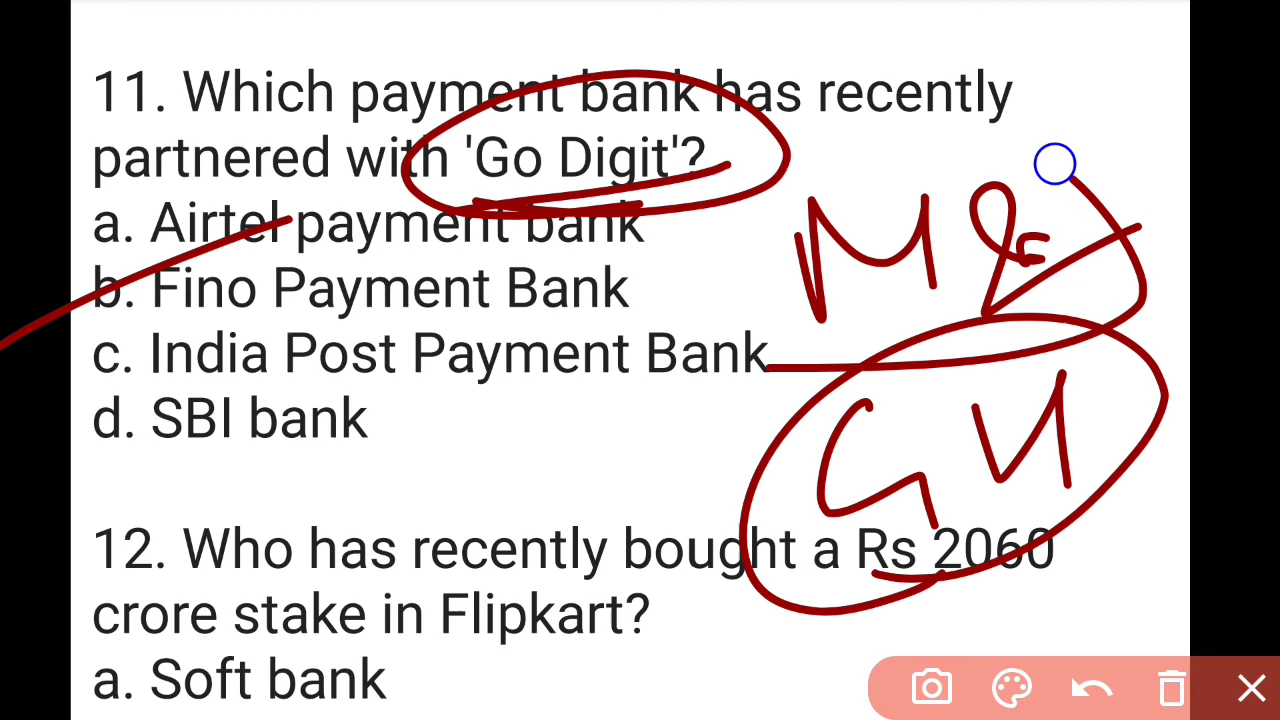 11. Which payment bank has recently
partnered with 'Go Digit'?
a. Airtel payment bank
b. Fino Payment Bank
c. India Post Payment Bank
d. SBI bank
12. Who has recently bought a Rs 2060
crore stake in Flipkart?
a. Soft bank